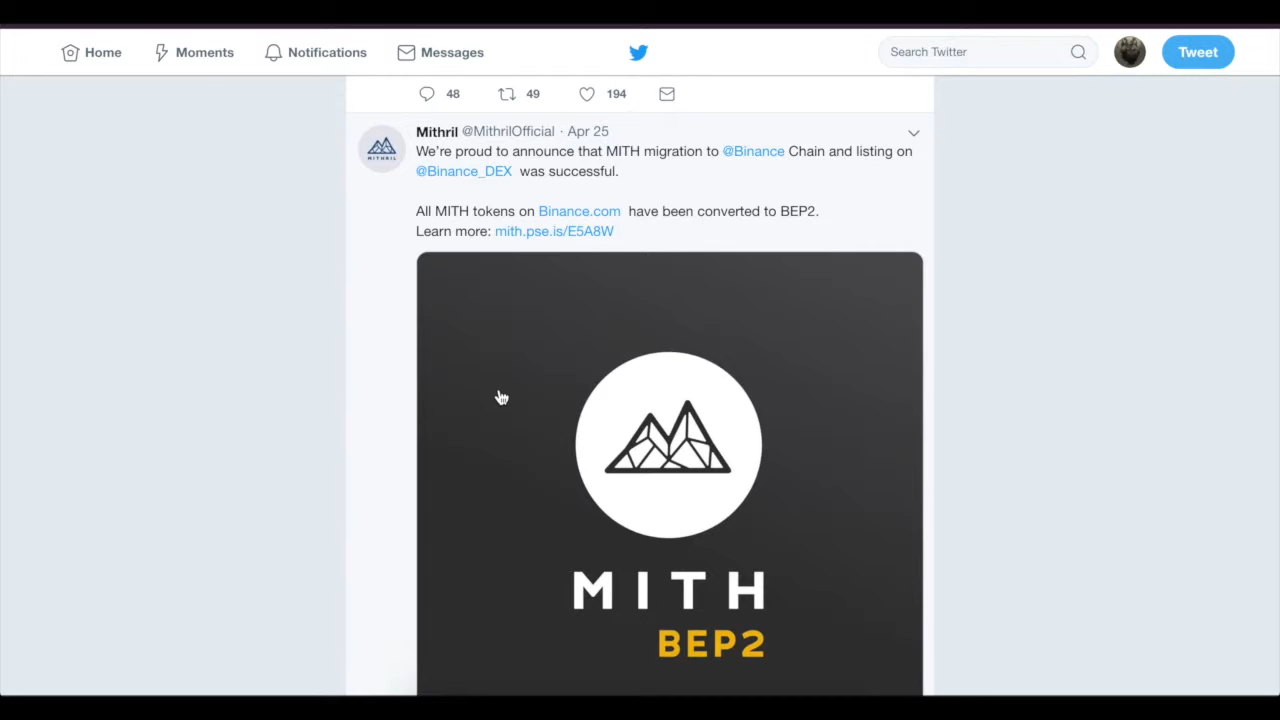 Home Moments Notifications Messages Search Twitter Tweet
48 49 194
Mithril @MithrilOfficial · Apr 25
MITHRIL
We’re proud to announce that MITH migration to @Binance Chain and listing on
@Binance_DEX was successful.
All MITH tokens on Binance.com have been converted to BEP2.
Learn more: mith.pse.is/E5A8W
MITH
BEP2